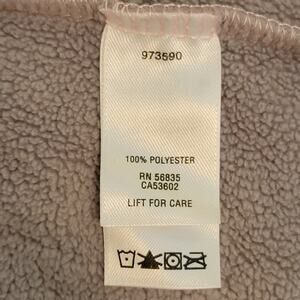 973590
100% POLYESTER
RN 56835
CA53602
LIFT FOR CARE